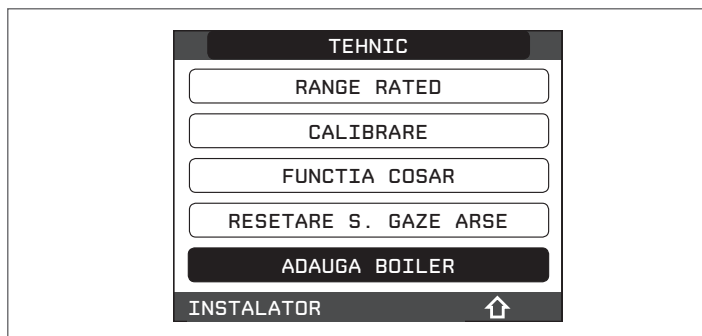 TEHNIC
RANGE RATED
CALIBRARE
FUNCTIA COSAR
RESETARE S. GAZE ARSE
ADAUGA BOILER
INSTALATOR